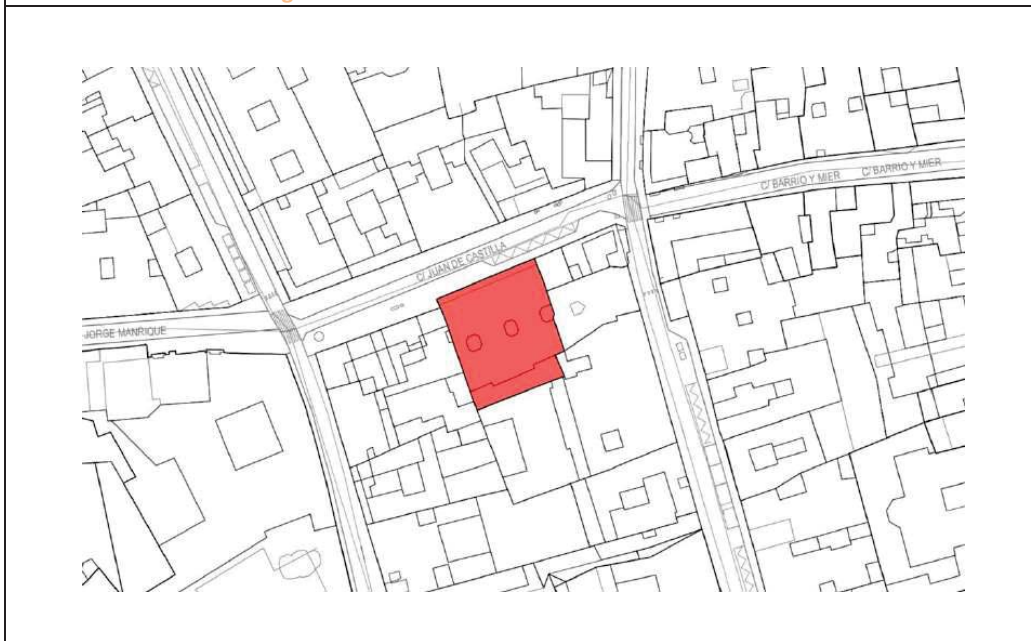 C/ BARRIO Y MIER
C/ BARRIO Y MIER
C/ JUAN DE CASTILLA
JORGE MANRIQUE